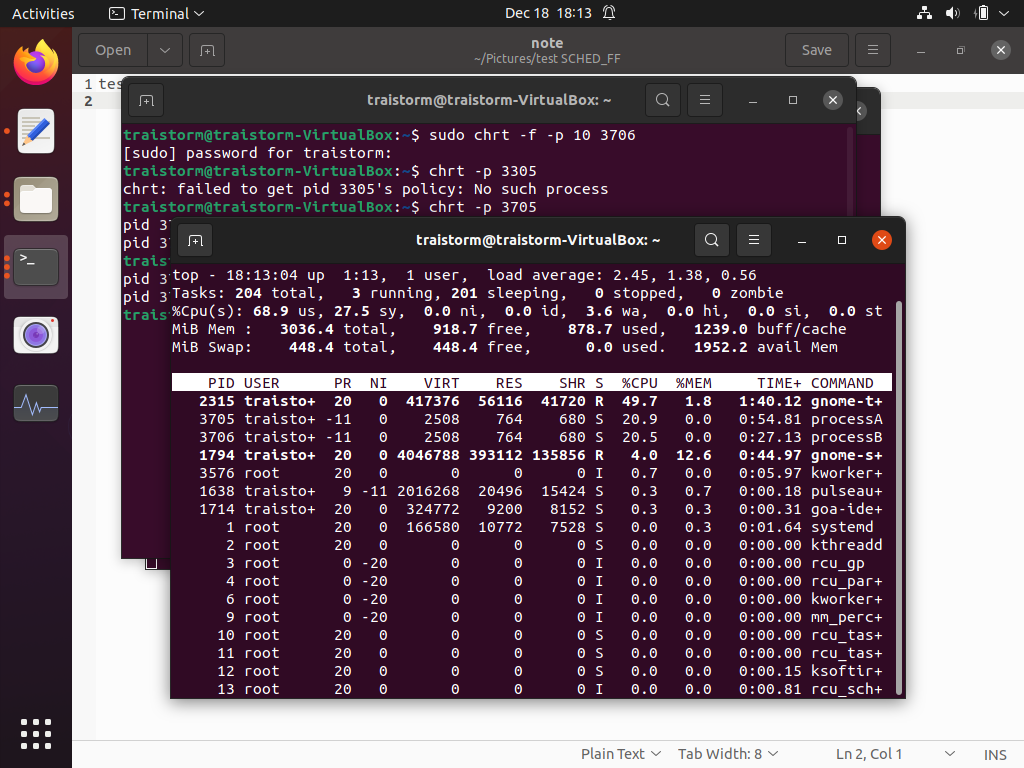 Activities
Terminal
Dec 18 18:13
Open
note
~/Pictures/test SCHED_FF
Save
1 tes
2
traistorm@traistorm-VirtualBox: ~
traistorm@traistorm-VirtualBox:~$ sudo chrt -f -p 10 3706
[sudo] password for traistorm:
traistorm@traistorm-VirtualBox:~$ chrt -p 3305
chrt: failed to get pid 3305's policy: No such process
traistorm@traistorm-VirtualBox:~$ chrt -p 3705
pid 37
pid 37
trais
pid 37
pid 37
trais
traistorm@traistorm-VirtualBox: ~
top - 18:13:04 up  1:13,  1 user,  load average: 2.45, 1.38, 0.56
Tasks: 204 total,   3 running, 201 sleeping,   0 stopped,   0 zombie
%Cpu(s): 68.9 us, 27.5 sy,  0.0 ni,  0.0 id,  3.6 wa,  0.0 hi,  0.0 si,  0.0 st
MiB Mem :   3036.4 total,    918.7 free,    878.7 used,   1239.0 buff/cache
MiB Swap:    448.4 total,    448.4 free,      0.0 used.   1952.2 avail Mem
PID USER      PR  NI    VIRT    RES    SHR S  %CPU  %MEM     TIME+ COMMAND
2315 traisto+  20   0  417376  56116  41720 R  49.7   1.8   1:40.12 gnome-t+
3705 traisto+ -11   0    2508    764    680 S  20.9   0.0   0:54.81 processA
3706 traisto+ -11   0    2508    764    680 S  20.5   0.0   0:27.13 processB
1794 traisto+  20   0 4046788 393112 135856 R   4.0  12.6   0:44.97 gnome-s+
3576 root      20   0       0      0      0 I   0.7   0.0   0:05.97 kworker+
1638 traisto+   9 -11 2016268  20496  15424 S   0.3   0.7   0:00.18 pulseau+
1714 traisto+  20   0  324772   9200   8152 S   0.3   0.3   0:00.31 goa-ide+
1 root      20   0  166580  10772   7528 S   0.0   0.3   0:01.64 systemd
2 root      20   0       0      0      0 S   0.0   0.0   0:00.00 kthreadd
3 root       0 -20       0      0      0 I   0.0   0.0   0:00.00 rcu_gp
4 root       0 -20       0      0      0 I   0.0   0.0   0:00.00 rcu_par+
6 root       0 -20       0      0      0 I   0.0   0.0   0:00.00 kworker+
9 root       0 -20       0      0      0 I   0.0   0.0   0:00.00 mm_perc+
10 root      20   0       0      0      0 S   0.0   0.0   0:00.00 rcu_tas+
11 root      20   0       0      0      0 S   0.0   0.0   0:00.00 rcu_tas+
12 root      20   0       0      0      0 S   0.0   0.0   0:00.15 ksoftir+
13 root      20   0       0      0      0 I   0.0   0.0   0:00.81 rcu_sch+
Plain Text
Tab Width: 8
Ln 2, Col 1
INS